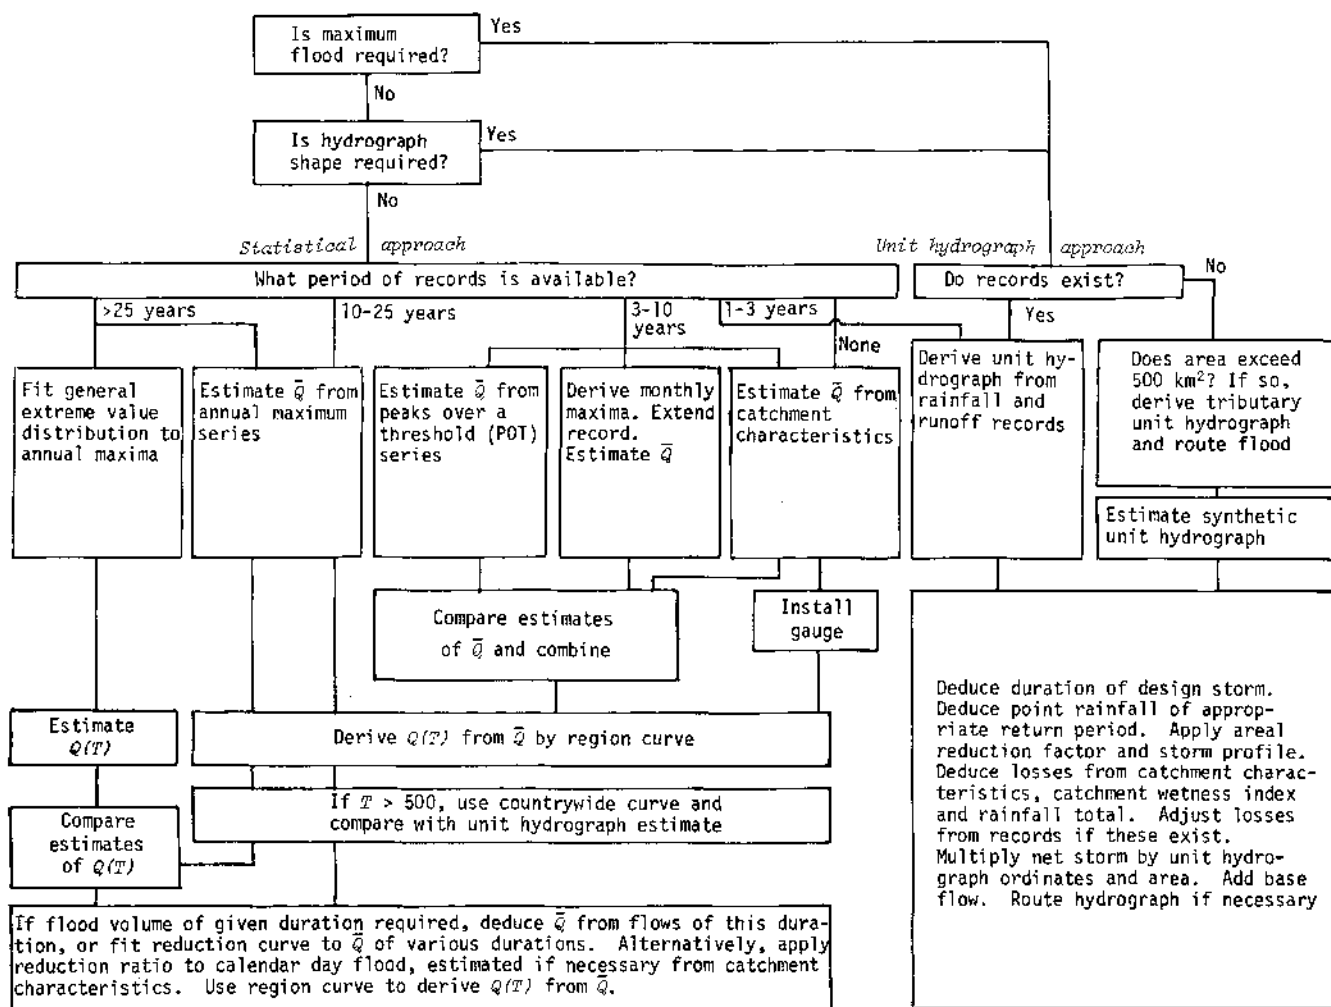 Is maximum
flood required?
Yes
No
Is hydrograph
shape required?
Yes
No
Statistical approach
Unit hydrograph approach
What period of records is available?
Do records exist?
No
Yes
>25 years
10-25 years
3-10
years
1-3 years
None
Fit general
extreme value
distribution to
annual maxima
Estimate Q̅ from
annual maximum
series
Estimate Q̅ from
peaks over a
threshold (POT)
series
Derive monthly
maxima. Extend
record.
Estimate Q̅
Estimate Q̅ from
catchment
characteristics
Derive unit hy-
drograph from
rainfall and
runoff records
Does area exceed
500 km²? If so,
derive tributary
unit hydrograph
and route flood
Estimate synthetic
unit hydrograph
Compare estimates
of Q̅ and combine
Install
gauge
Estimate
Q(T)
Derive Q(T) from Q̅ by region curve
If T > 500, use countrywide curve and
compare with unit hydrograph estimate
Compare
estimates
of Q(T)
If flood volume of given duration required, deduce Q̅ from flows of this dura-
tion, or fit reduction curve to Q̅ of various durations. Alternatively, apply
reduction ratio to calendar day flood, estimated if necessary from catchment
characteristics. Use region curve to derive Q(T) from Q̅.
Deduce duration of design storm.
Deduce point rainfall of approp-
riate return period. Apply areal
reduction factor and storm profile.
Deduce losses from catchment charac-
teristics, catchment wetness index
and rainfall total. Adjust losses
from records if these exist.
Multiply net storm by unit hydro-
graph ordinates and area. Add base
flow. Route hydrograph if necessary